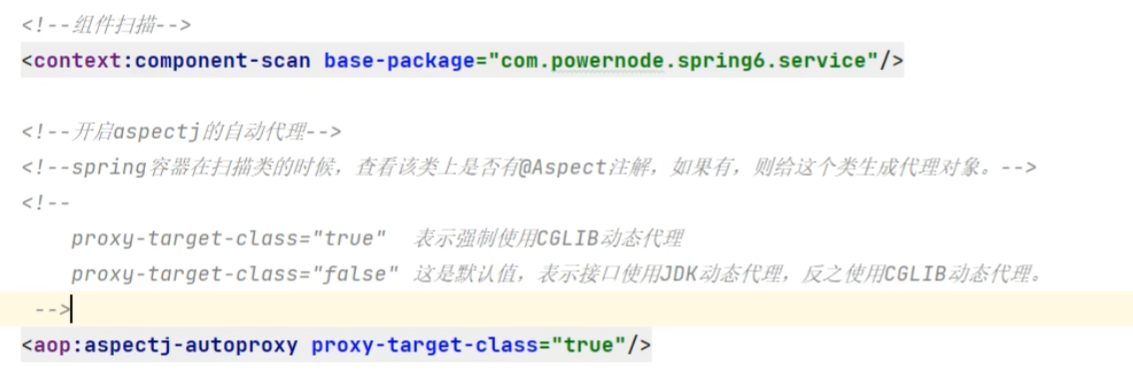 <!--组件扫描-->
<context:component-scan base-package="com.powernode.spring6.service"/>
<!--开启aspectj的自动代理-->
<!--spring容器在扫描类的时候，查看该类上是否有@Aspect注解，如果有，则给这个类生成代理对象。-->
<!--
proxy-target-class="true" 表示强制使用CGLIB动态代理
proxy-target-class="false" 这是默认值，表示接口使用JDK动态代理，反之使用CGLIB动态代理。
-->
<aop:aspectj-autoproxy proxy-target-class="true"/>